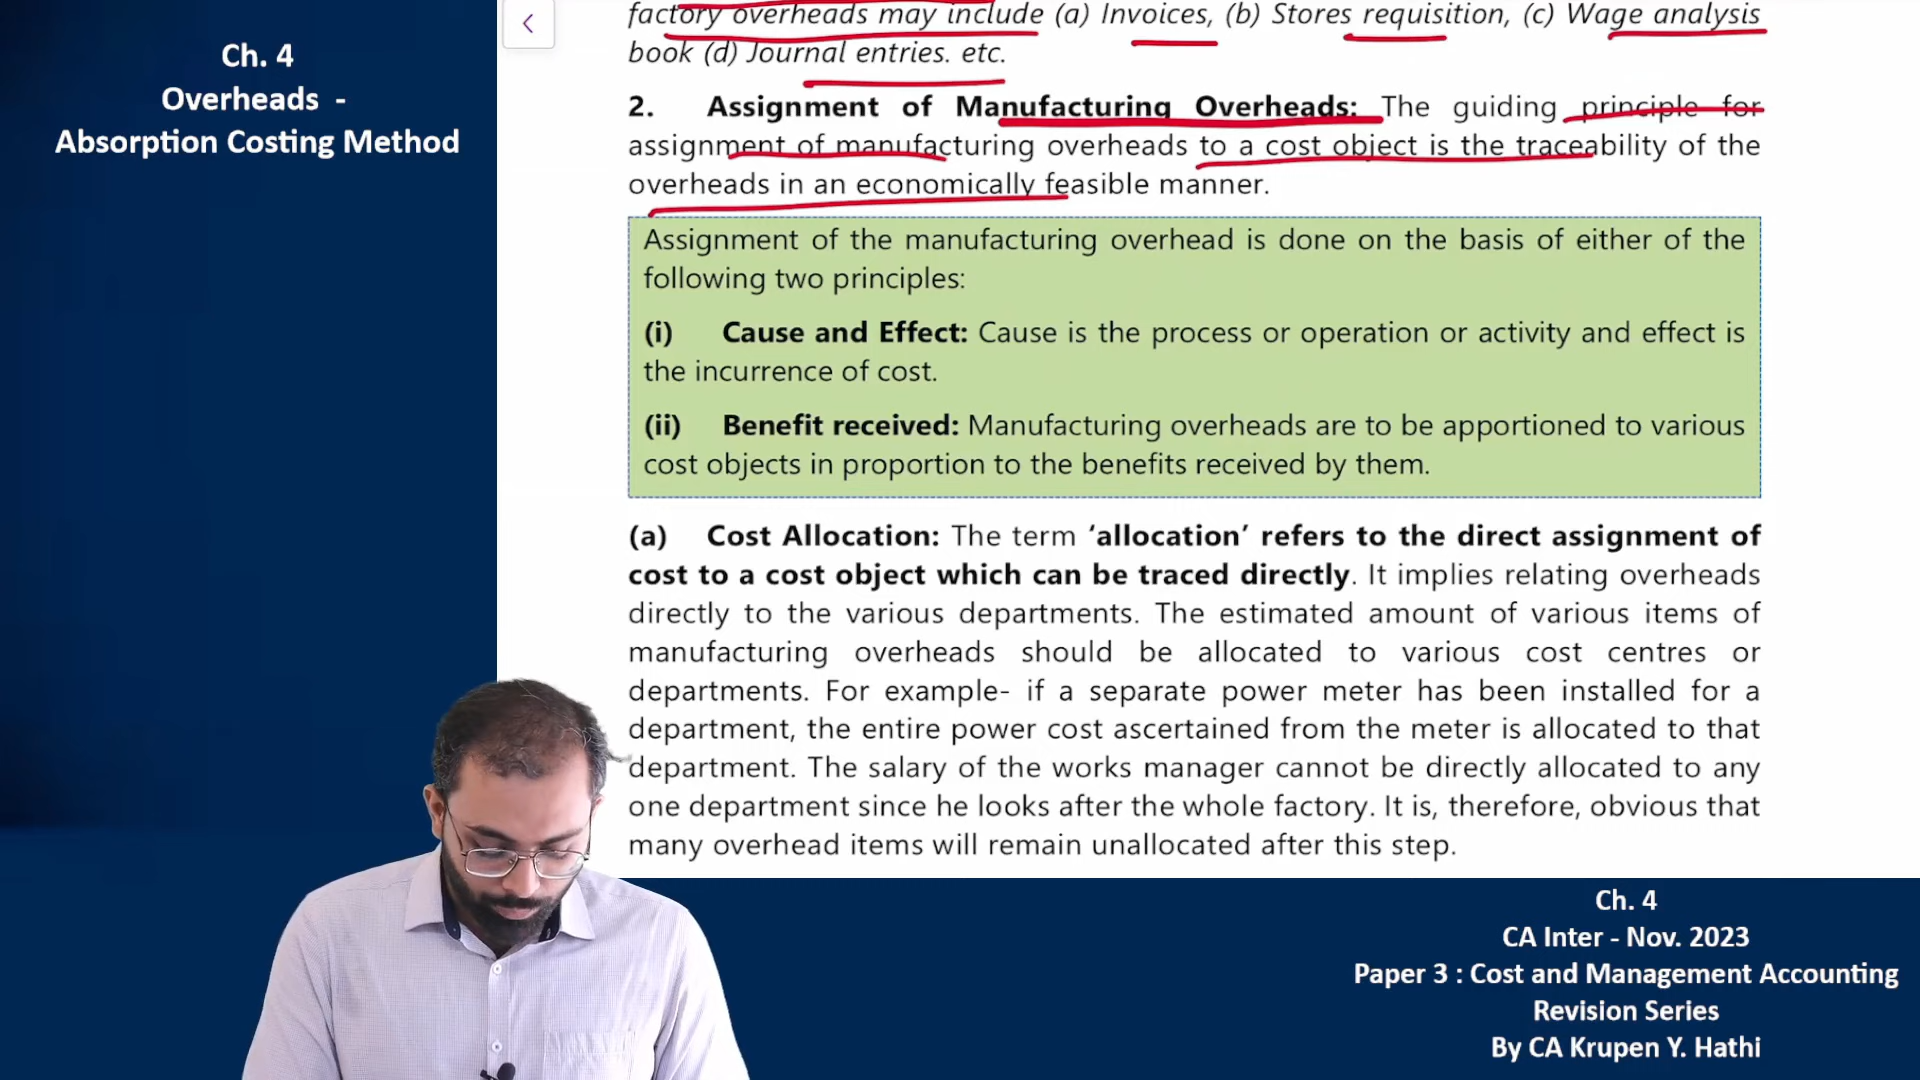 Ch. 4
Overheads -
Absorption Costing Method
factory overheads may include (a) Invoices, (b) Stores requisition, (c) Wage analysis
book (d) Journal entries. etc.
2. Assignment of Manufacturing Overheads: The guiding principle for
assignment of manufacturing overheads to a cost object is the traceability of the
overheads in an economically feasible manner.
Assignment of the manufacturing overhead is done on the basis of either of the
following two principles:
(i) Cause and Effect: Cause is the process or operation or activity and effect is
the incurrence of cost.
(ii) Benefit received: Manufacturing overheads are to be apportioned to various
cost objects in proportion to the benefits received by them.
(a) Cost Allocation: The term ‘allocation’ refers to the direct assignment of
cost to a cost object which can be traced directly. It implies relating overheads
directly to the various departments. The estimated amount of various items of
manufacturing overheads should be allocated to various cost centres or
departments. For example- if a separate power meter has been installed for a
department, the entire power cost ascertained from the meter is allocated to that
department. The salary of the works manager cannot be directly allocated to any
one department since he looks after the whole factory. It is, therefore, obvious that
many overhead items will remain unallocated after this step.
Ch. 4
CA Inter - Nov. 2023
Paper 3 : Cost and Management Accounting
Revision Series
By CA Krupen Y. Hathi